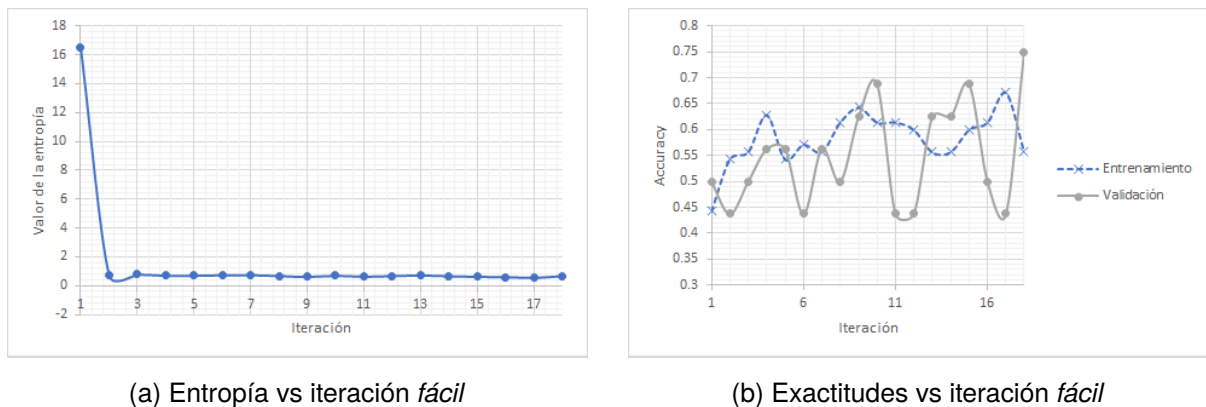 18
16
14
12
10
8
6
4
2
0
-2
Valor de la entropía
1 3 5 7 9 11 13 15 17
Iteración
0.8
0.75
0.7
0.65
0.6
0.55
0.5
0.45
0.4
0.35
0.3
Accuracy
1 6 11 16
Iteración
Entrenamiento
Validación
(a) Entropía vs iteración fácil
(b) Exactitudes vs iteración fácil